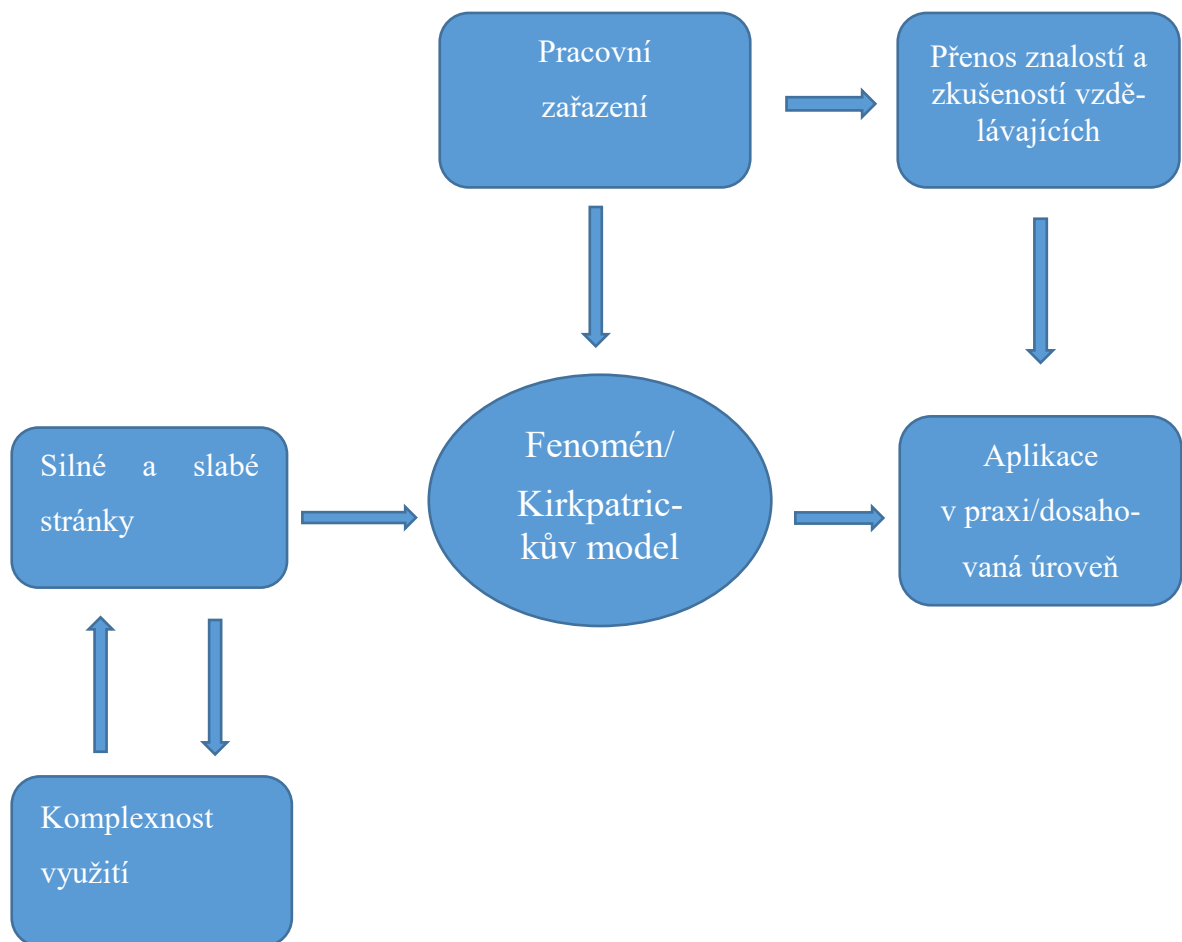 Pracovní
zařazení
Přenos znalostí a
zkušeností vzdě-
lávajících
Fenomén/
Kirkpatric-
kův model
Silné a slabé
stránky
Aplikace
v praxi/dosaho-
vaná úroveň
Komplexnost
využití